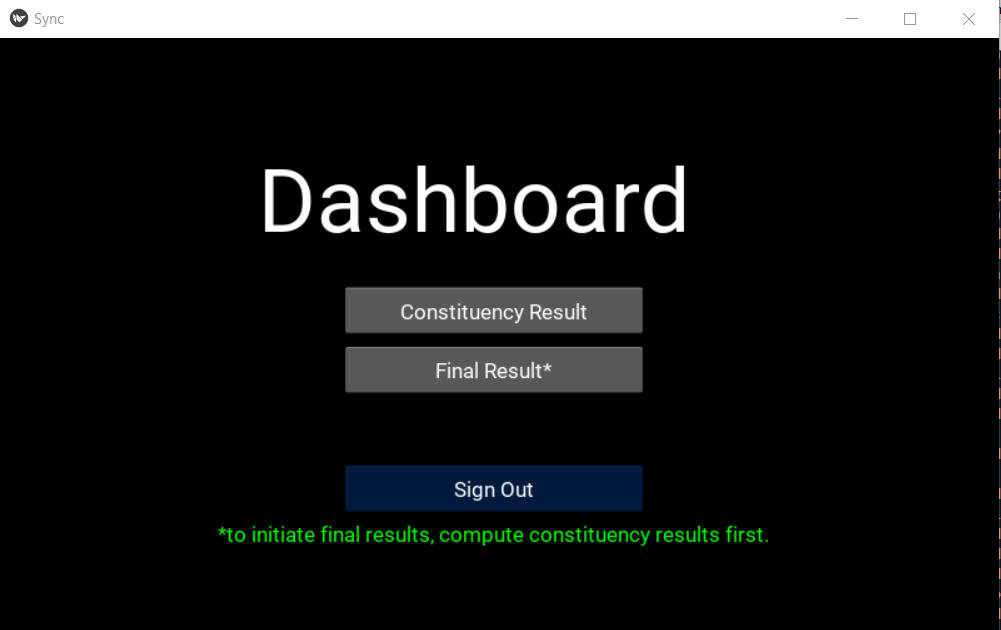 Sync
Dashboard
Constituency Result
Final Result*
Sign Out
*to initiate final results, compute constituency results first.